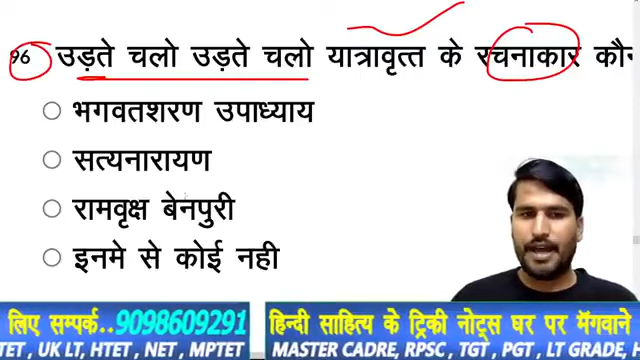 96 उड़ते चलो उड़ते चलो यात्रावृत्त के रचनाकार कौन
भगवतशरण उपाध्याय
सत्यनारायण
रामवृक्ष बेनपुरी
इनमे से कोई नही
लिए सम्पर्क..9098609291 हिन्दी साहित्य के ट्रिकी नोट्स घर पर मॅगवाने
TET, UK LT, HTET , NET , MPTET MASTER CADRE, RPSC , TGT , PGT , LT GRADE,